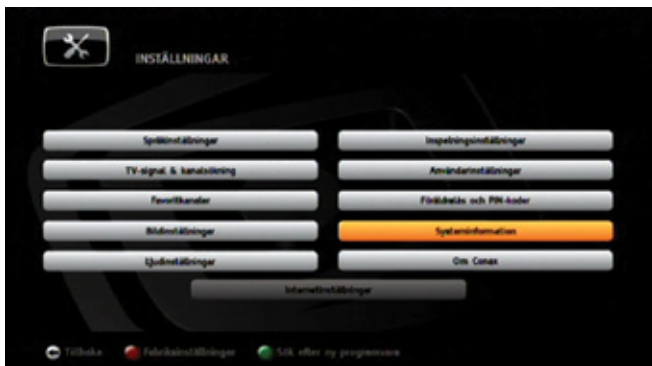 INSTÄLLNINGAR
Språkinställningar
Inspelningsinställningar
TV-signal & kanalsökning
Användarinställningar
Favoritkanaler
Föräldralås och PIN-koder
Bildinställningar
Systeminformation
Ljudinställningar
Om Conax
Internetinställningar
Tillbaka
Fabriksinställningar
Sök efter ny programvara